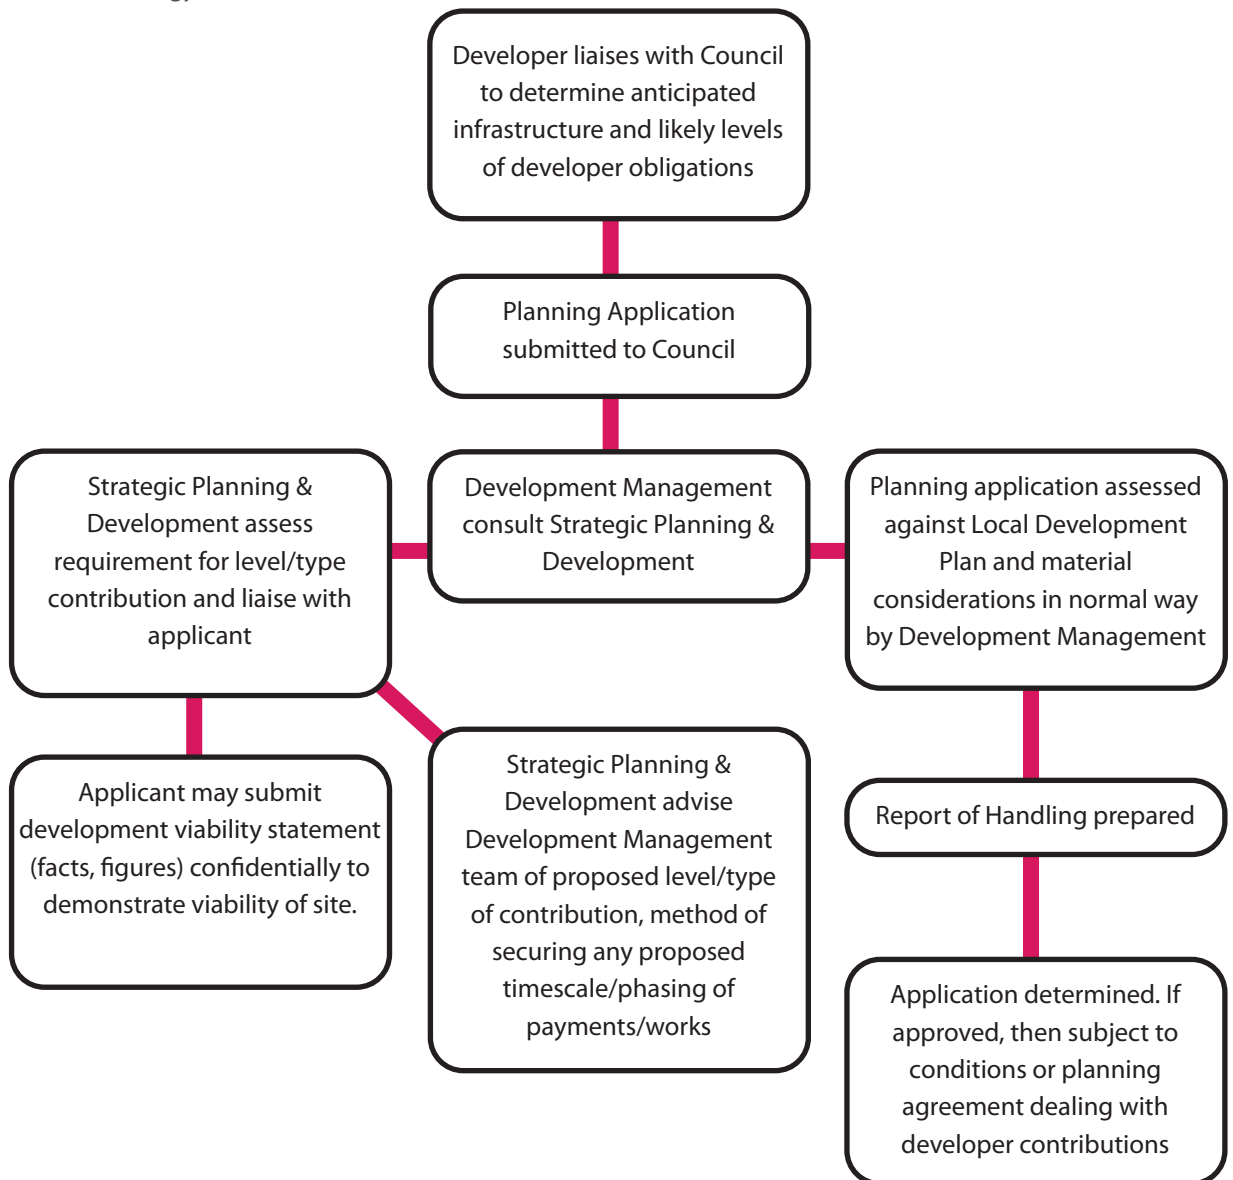 Developer liaises with Council
to determine anticipated
infrastructure and likely levels
of developer obligations
Planning Application
submitted to Council
Strategic Planning &
Development assess
requirement for level/type
contribution and liaise with
applicant
Development Management
consult Strategic Planning &
Development
Planning application assessed
against Local Development
Plan and material
considerations in normal way
by Development Management
Applicant may submit
development viability statement
(facts, figures) confidentially to
demonstrate viability of site.
Strategic Planning &
Development advise
Development Management
team of proposed level/type
of contribution, method of
securing any proposed
timescale/phasing of
payments/works
Report of Handling prepared
Application determined. If
approved, then subject to
conditions or planning
agreement dealing with
developer contributions